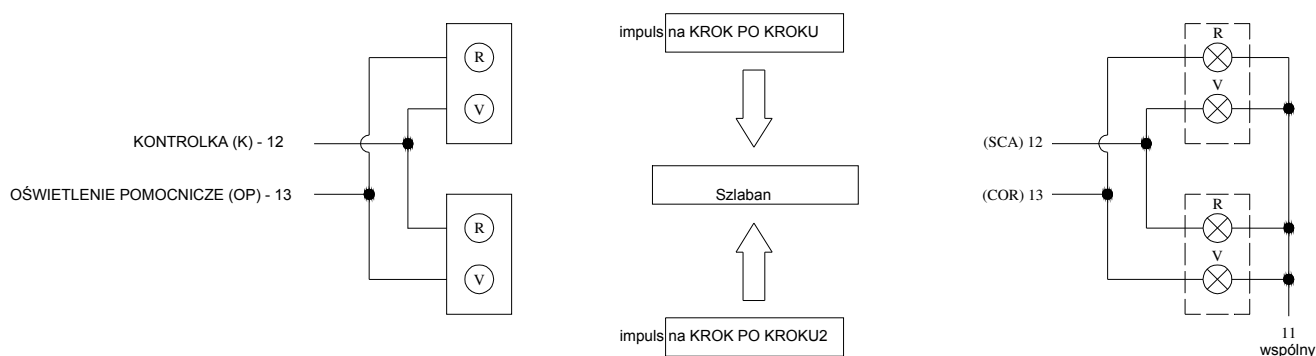 R
V
KONTROLKA (K) - 12
OŚWIETLENIE POMOCNICZE (OP) - 13
R
V
impuls na KROK PO KROKU
Szlaban
impuls na KROK PO KROKU2
R
V
(SCA) 12
(COR) 13
R
V
11
wspólny